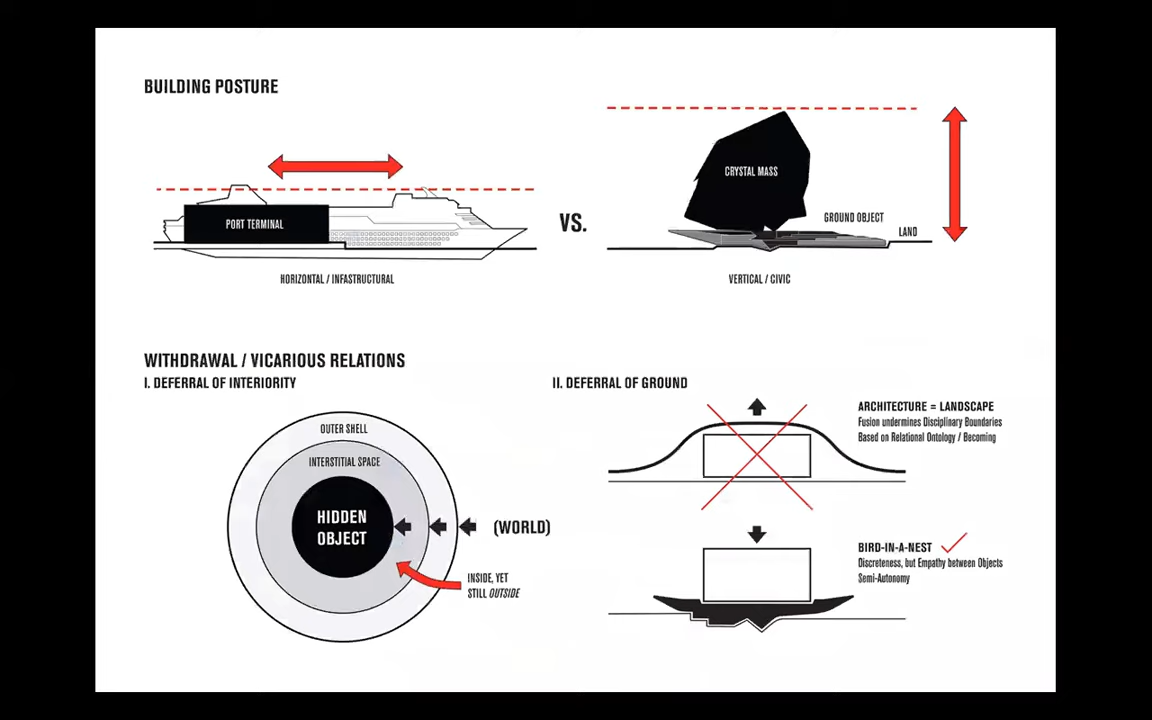 BUILDING POSTURE
PORT TERMINAL
HORIZONTAL / INFASTRUCTURAL
VS.
CRYSTAL MASS
GROUND OBJECT
LAND
VERTICAL / CIVIC
WITHDRAWAL / VICARIOUS RELATIONS
I. DEFERRAL OF INTERIORITY
OUTER SHELL
INTERSTITIAL SPACE
HIDDEN
OBJECT
(WORLD)
INSIDE, YET
STILL OUTSIDE
II. DEFERRAL OF GROUND
ARCHITECTURE = LANDSCAPE
Fusion undermines Disciplinary Boundaries
Based on Relational Ontology / Becoming
BIRD-IN-A-NEST
Discreteness, but Empathy between Objects
Semi-Autonomy